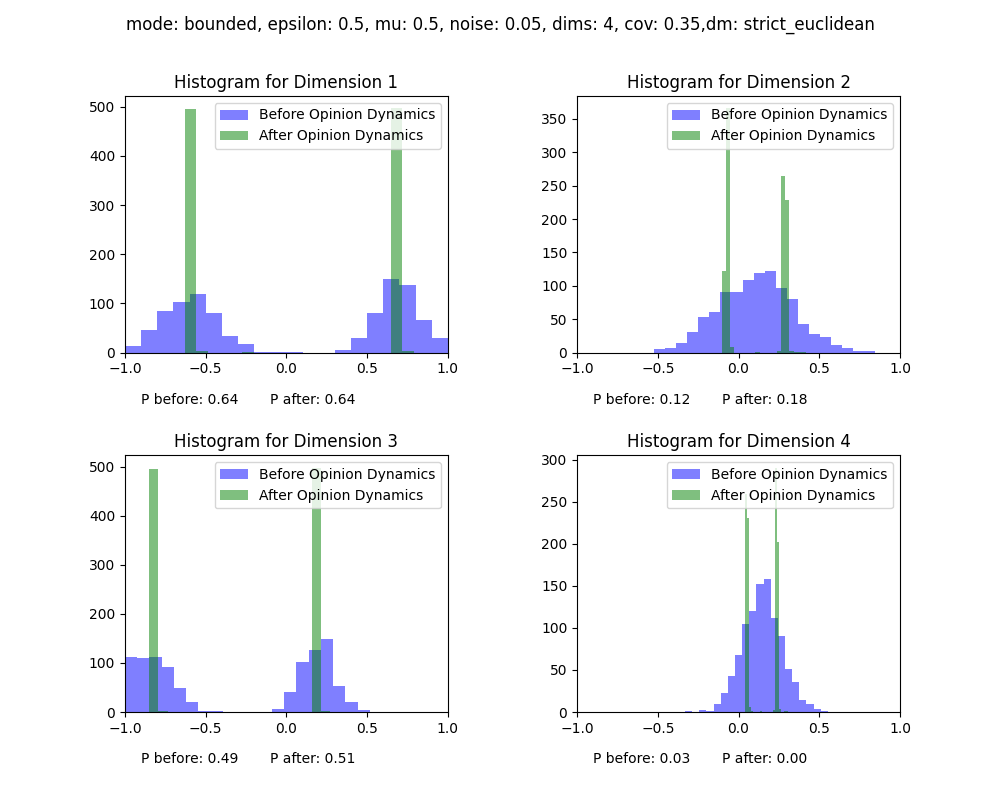 mode: bounded, epsilon: 0.5, mu: 0.5, noise: 0.05, dims: 4, cov: 0.35,dm: strict_euclidean
Histogram for Dimension 1
Before Opinion Dynamics
After Opinion Dynamics
500
400
300
200
100
0
−1.0 −0.5 0.0 0.5 1.0
P before: 0.64 P after: 0.64
Histogram for Dimension 2
Before Opinion Dynamics
After Opinion Dynamics
350
300
250
200
150
100
50
0
−1.0 −0.5 0.0 0.5 1.0
P before: 0.12 P after: 0.18
Histogram for Dimension 3
Before Opinion Dynamics
After Opinion Dynamics
500
400
300
200
100
0
−1.0 −0.5 0.0 0.5 1.0
P before: 0.49 P after: 0.51
Histogram for Dimension 4
Before Opinion Dynamics
After Opinion Dynamics
300
250
200
150
100
50
0
−1.0 −0.5 0.0 0.5 1.0
P before: 0.03 P after: 0.00